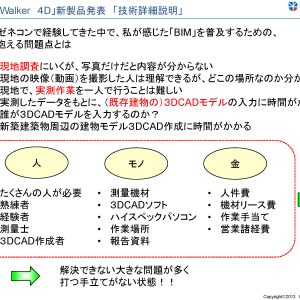 Walker 4D」新製品発表 「技術詳細説明」
ゼネコンで経験してきた中で、私が感じた「BIM」を普及するための、
抱える問題点とは
現地調査にいくが、写真だけだと内容が分からない
現地の映像(動画)を撮影した人は理解できるが、どこの場所なのか分か
現地で、実測作業を一人で行うことは難しい
実測したデータをもとに、(既存建物の)3DCADモデルの入力に時間が
誰が3DCADモデルを入力するのか?
新築建築物周辺の建物モデル3DCAD作成に時間がかかる
人
モノ
金
たくさんの人が必要
熟練者
経験者
測量士
3DCAD作成者
• 測量機材
• 3DCADソフト
• ハイスペックパソコン
• 作業場所
• 報告資料
• 人件費
• 機材リース費
• 作業手当て
• 営業諸経費
解決できない大きな問題が多く
打つ手立てがない状態!!
Copyright©2013